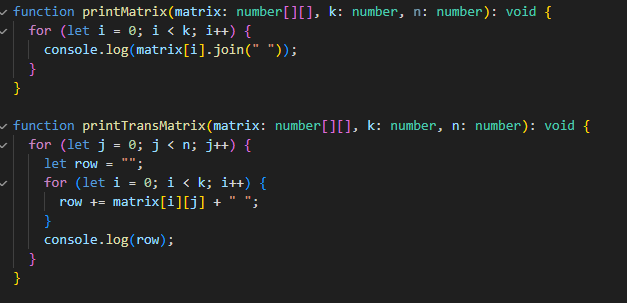 function printMatrix(matrix: number[][], k: number, n: number): void {
  for (let i = 0; i < k; i++) {
    console.log(matrix[i].join(" "));
  }
}

function printTransMatrix(matrix: number[][], k: number, n: number): void {
  for (let j = 0; j < n; j++) {
    let row = "";
    for (let i = 0; i < k; i++) {
      row += matrix[i][j] + " ";
    }
    console.log(row);
  }
}